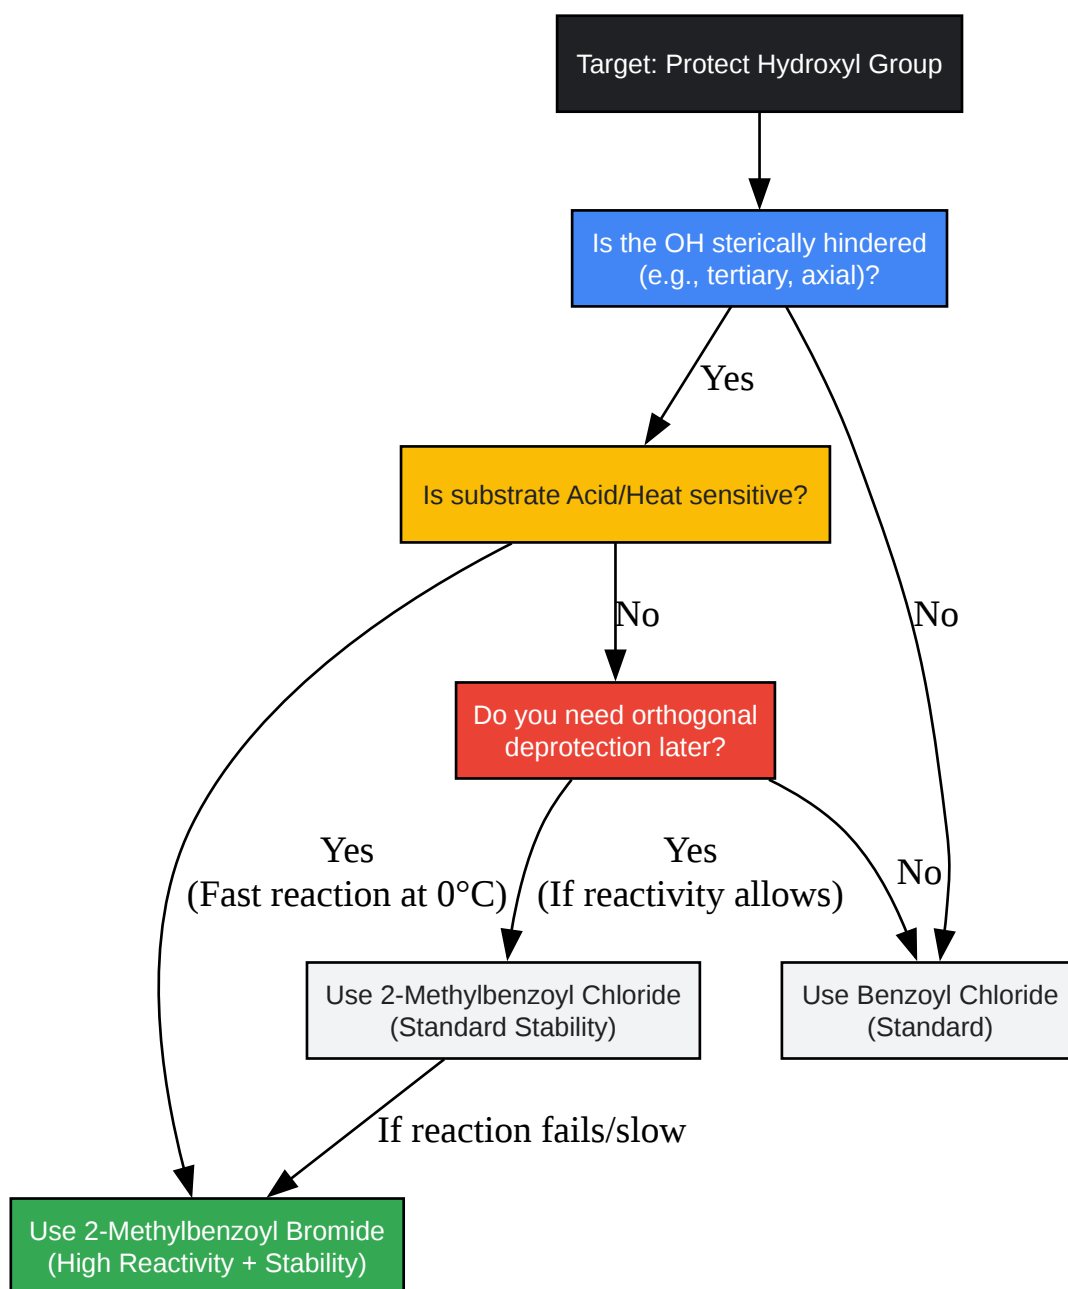 Target: Protect Hydroxyl Group
Is the OH sterically hindered
(e.g., tertiary, axial)?
Yes
Is substrate Acid/Heat sensitive?
No
No
Do you need orthogonal
deprotection later?
Yes
(Fast reaction at 0°C)
Yes
(If reactivity allows)
No
Use 2-Methylbenzoyl Chloride
(Standard Stability)
Use Benzoyl Chloride
(Standard)
If reaction fails/slow
Use 2-Methylbenzoyl Bromide
(High Reactivity + Stability)